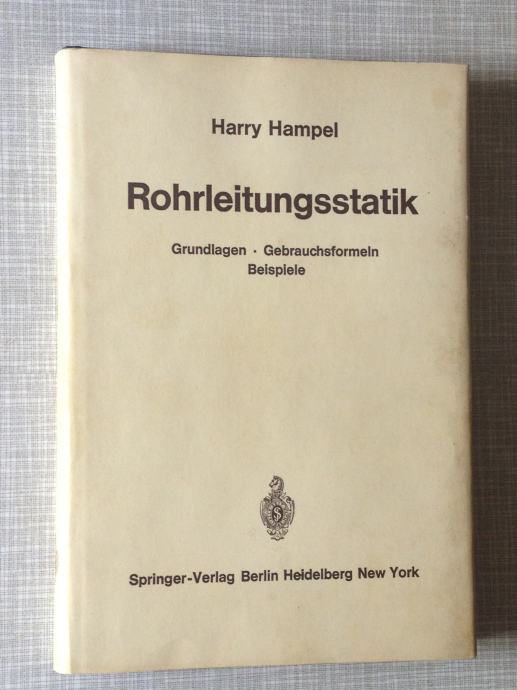 Harry Hampel
Rohrleitungsstatik
Grundlagen · Gebrauchsformeln
Beispiele
Springer-Verlag Berlin Heidelberg New York